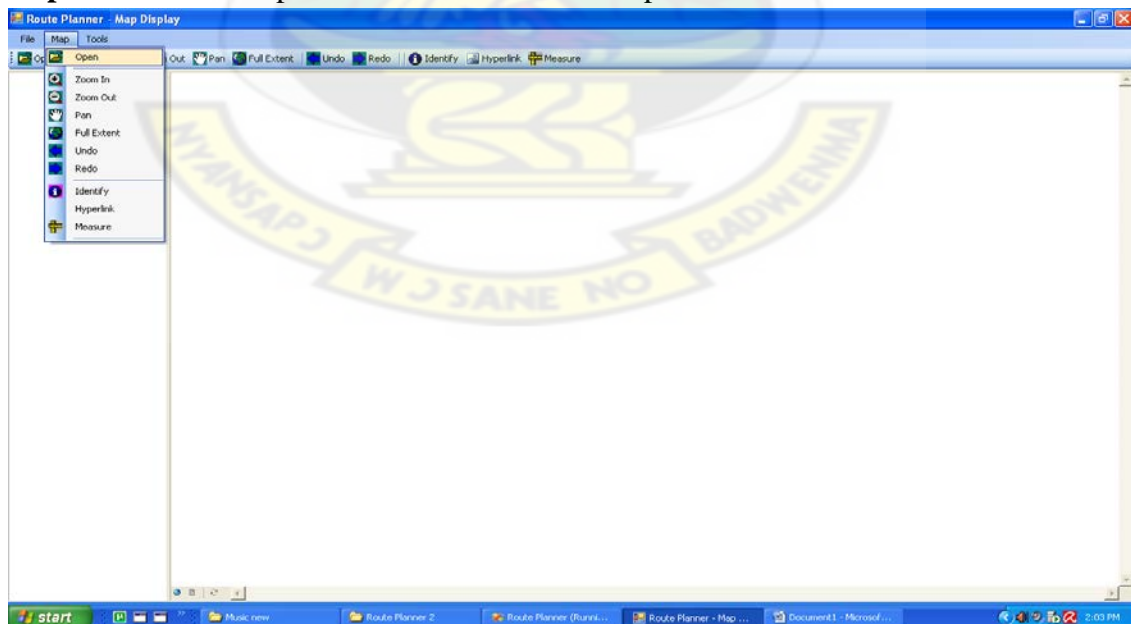 Route Planner - Map Display
File Map Tools
Out Pan Full Extent Undo Redo Identify Hyperlink Measure
Open
Zoom In
Zoom Out
Pan
Full Extent
Undo
Redo
Identify
Hyperlink
Measure
NYANSAPƆ WƆ SANE NO BADWENMA
start Music new Route Planner 2 Route Planner (Runni... Route Planner - Map ... Document1 - Microsof... 2:03 PM